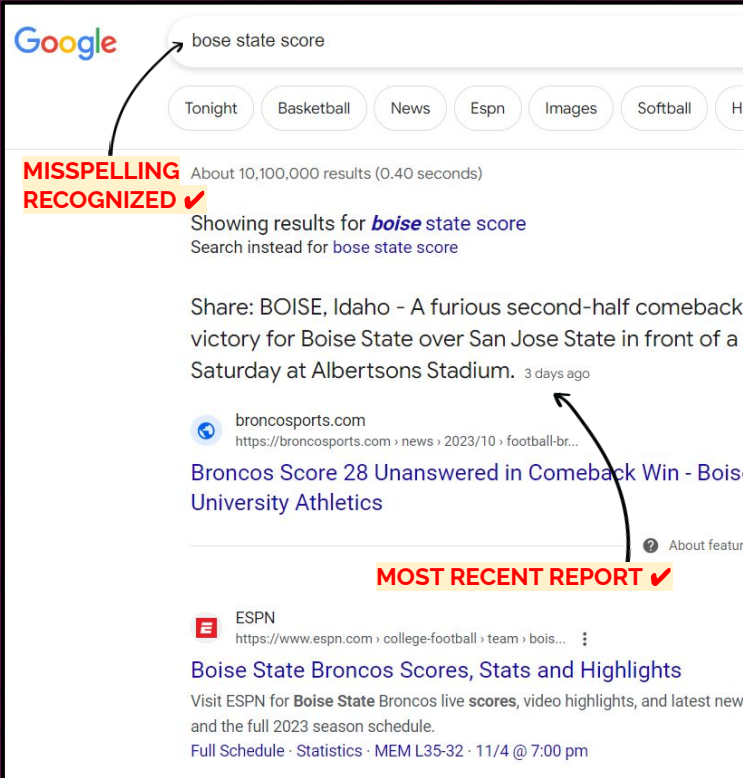 Google
bose state score
Tonight Basketball News Espn Images Softball H
MISSPELLING
RECOGNIZED ✔
About 10,100,000 results (0.40 seconds)
Showing results for boise state score
Search instead for bose state score
Share: BOISE, Idaho - A furious second-half comeback
victory for Boise State over San Jose State in front of a
Saturday at Albertsons Stadium. 3 days ago
broncosports.com
https://broncosports.com › news › 2023/10 › football-br...
Broncos Score 28 Unanswered in Comeback Win - Bois
University Athletics
About featur
MOST RECENT REPORT ✔
ESPN
https://www.espn.com › college-football › team › bois...
Boise State Broncos Scores, Stats and Highlights
Visit ESPN for Boise State Broncos live scores, video highlights, and latest new
and the full 2023 season schedule.
Full Schedule · Statistics · MEM L35-32 · 11/4 @ 7:00 pm